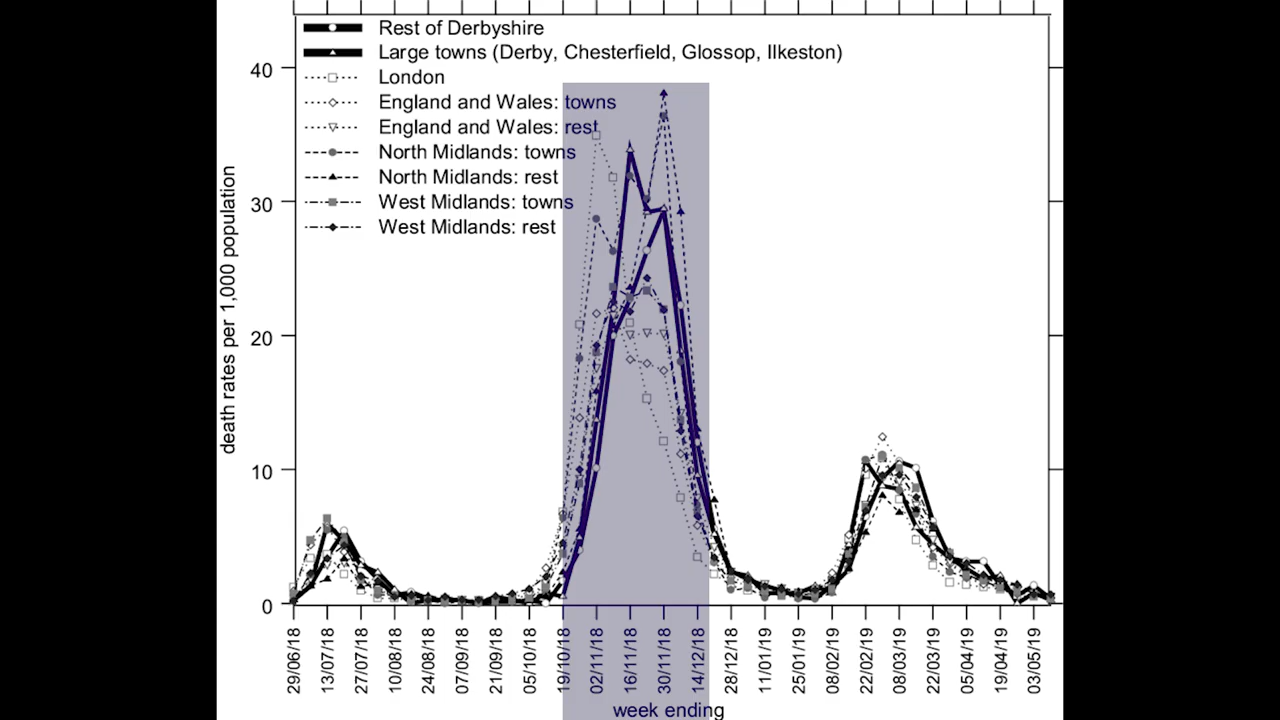 Rest of Derbyshire
Large towns (Derby, Chesterfield, Glossop, Ilkeston)
London
England and Wales: towns
England and Wales: rest
North Midlands: towns
North Midlands: rest
West Midlands: towns
West Midlands: rest
death rates per 1,000 population
40
30
20
10
0
29/06/18
13/07/18
27/07/18
10/08/18
24/08/18
07/09/18
21/09/18
05/10/18
19/10/18
02/11/18
16/11/18
30/11/18
14/12/18
28/12/18
11/01/19
25/01/19
08/02/19
22/02/19
08/03/19
22/03/19
05/04/19
19/04/19
03/05/19
week ending